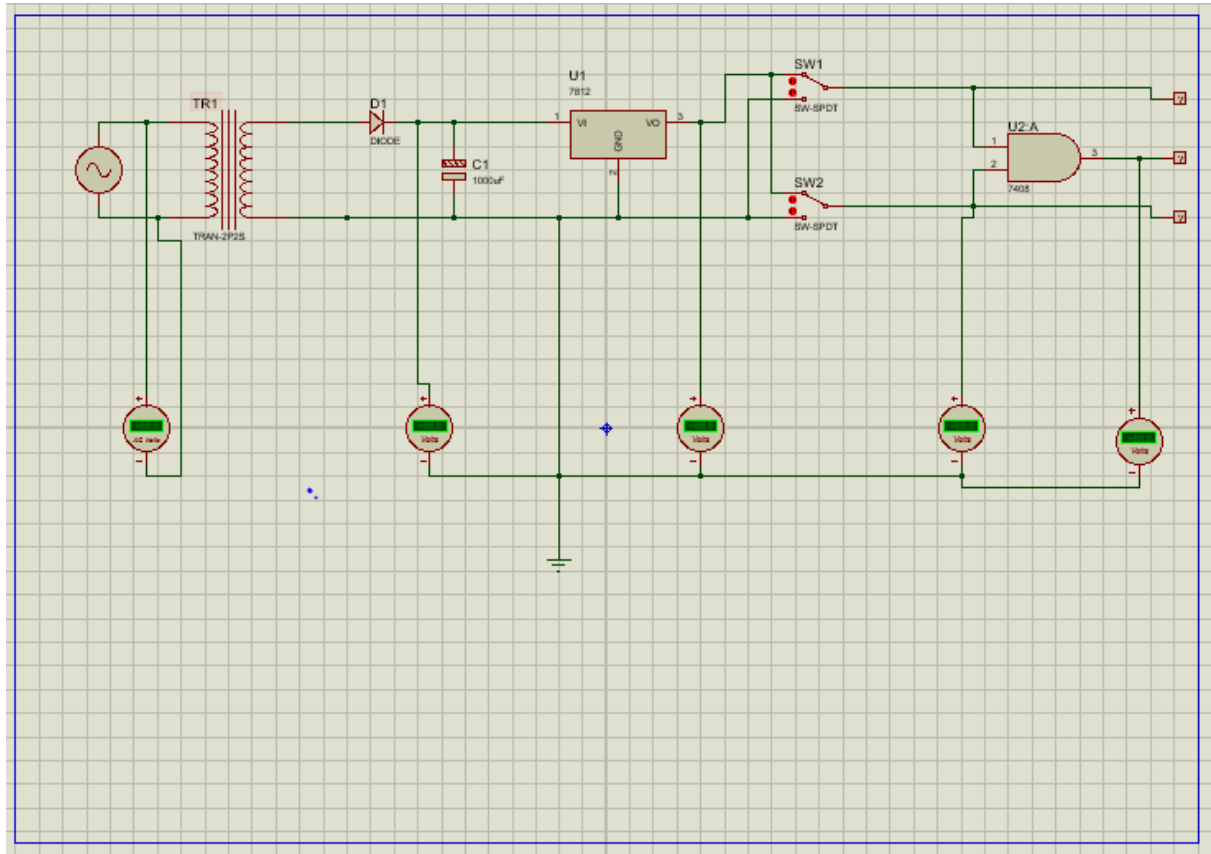 TR1
TRAN-2P2S
D1
DIODE
C1
1000uF
U1
7812
1
VI
VO
3
GND
2
SW1
SW-SPDT
SW2
SW-SPDT
U2:A
1
2
3
7408
?
?
?
+
AC Volts
−
+
Volts
−
+
Volts
−
+
Volts
−
+
Volts
−